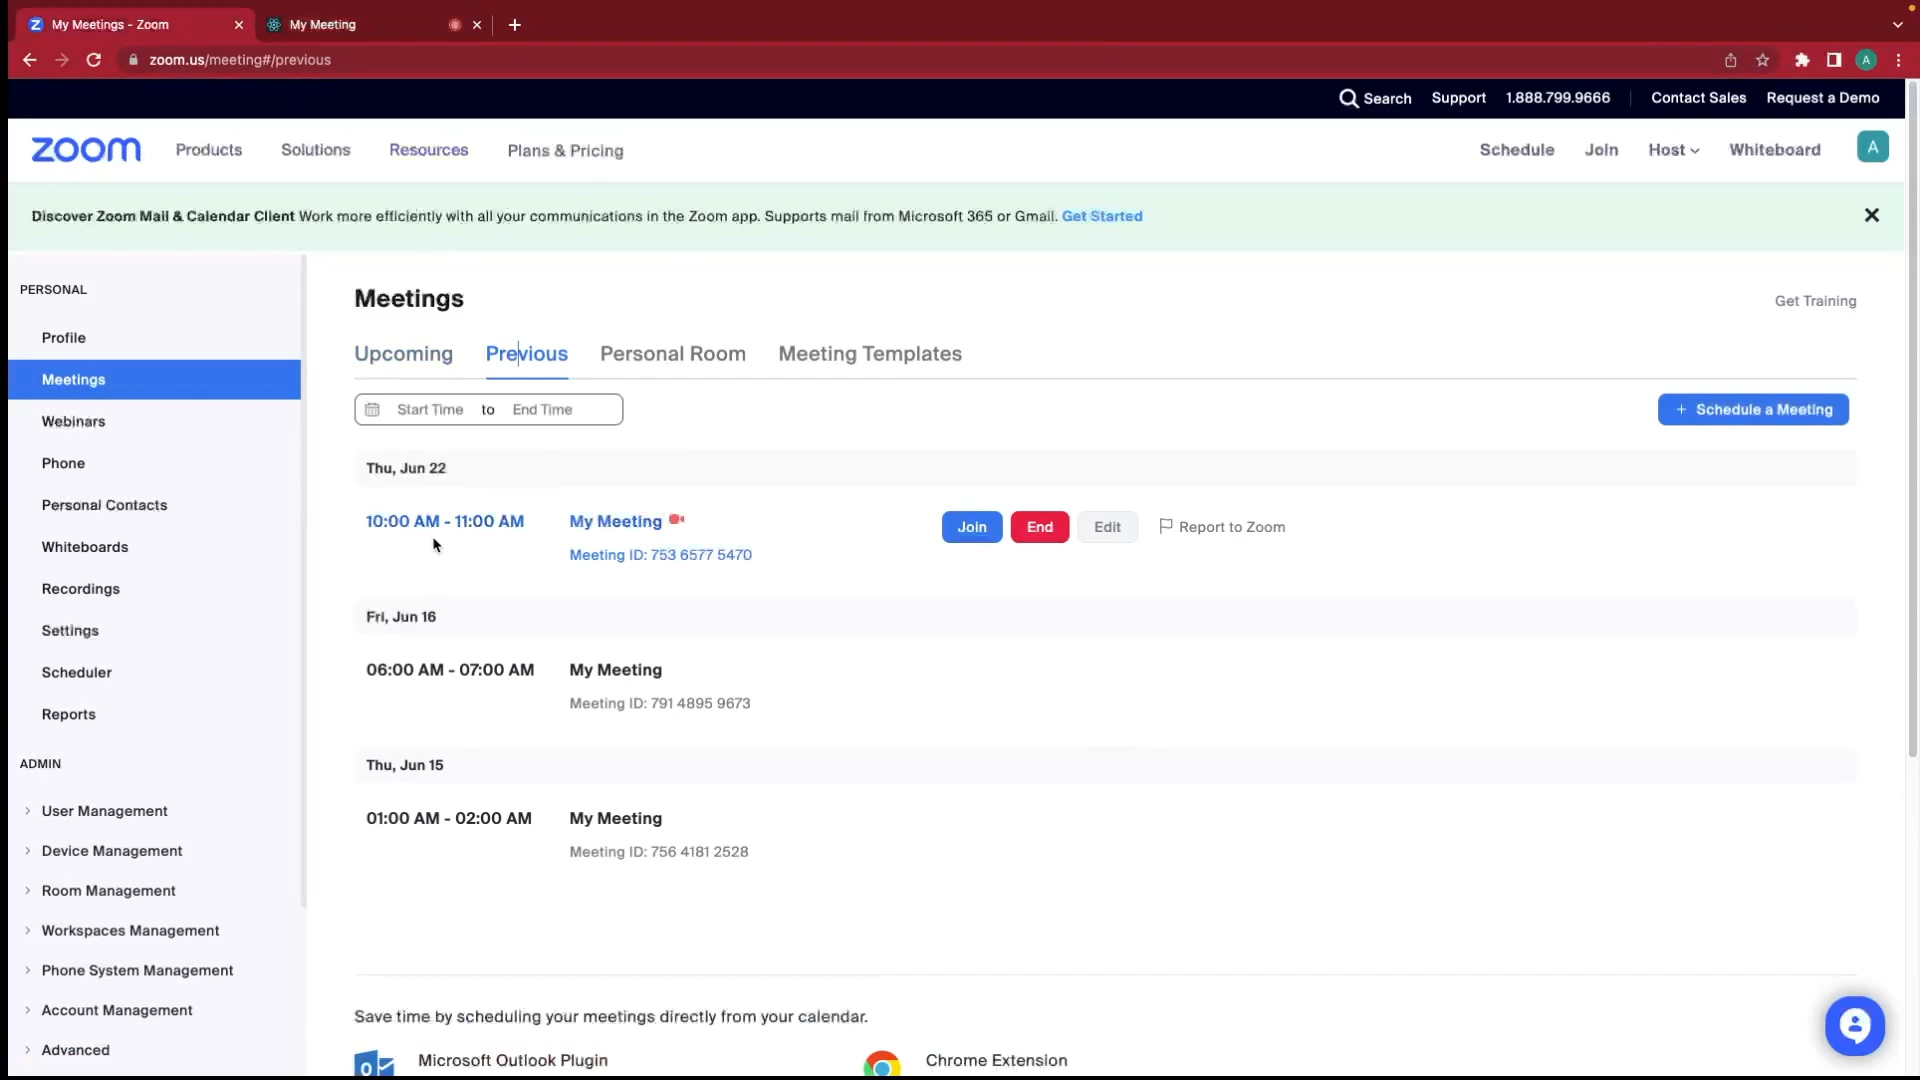 My Meetings - Zoom
My Meeting
zoom.us/meeting#/previous
A
Search
Support
1.888.799.9666
Contact Sales
Request a Demo
zoom
Products
Solutions
Resources
Plans & Pricing
Schedule
Join
Host
Whiteboard
A
Discover Zoom Mail & Calendar Client Work more efficiently with all your communications in the Zoom app. Supports mail from Microsoft 365 or Gmail. Get Started
PERSONAL
Profile
Meetings
Webinars
Phone
Personal Contacts
Whiteboards
Recordings
Settings
Scheduler
Reports
ADMIN
User Management
Device Management
Room Management
Workspaces Management
Phone System Management
Account Management
Advanced
Meetings
Get Training
Upcoming
Previous
Personal Room
Meeting Templates
Start Time to End Time
+ Schedule a Meeting
Thu, Jun 22
10:00 AM - 11:00 AM
My Meeting
Meeting ID: 753 6577 5470
Join
End
Edit
Report to Zoom
Fri, Jun 16
06:00 AM - 07:00 AM
My Meeting
Meeting ID: 791 4895 9673
Thu, Jun 15
01:00 AM - 02:00 AM
My Meeting
Meeting ID: 756 4181 2528
Save time by scheduling your meetings directly from your calendar.
Microsoft Outlook Plugin
Chrome Extension